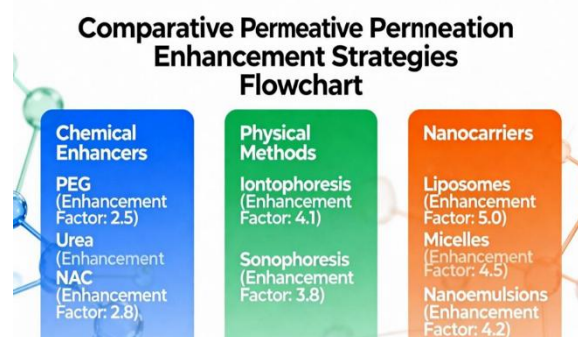 Comparative Permeative Pernneation
Enhancement Strategies
Flowchart
Chemical
Enhancers
PEG
(Enhancement
Factor: 2.5)
Urea
(Enhancement
NAC
(Enhancement
Factor: 2.8),
Physical
Methods
Iontophoresis
(Enhancement
Factor: 4.1)
Sonophoresis
(Enhancement
Factor: 3.8)
Nanocarriers
Liposomes
(Enhancement
Factor: 5.0)
Micelles
(Enhancement
Factor: 4.5)
Nanoemulsions
(Enhancement
Factor: 4.2)